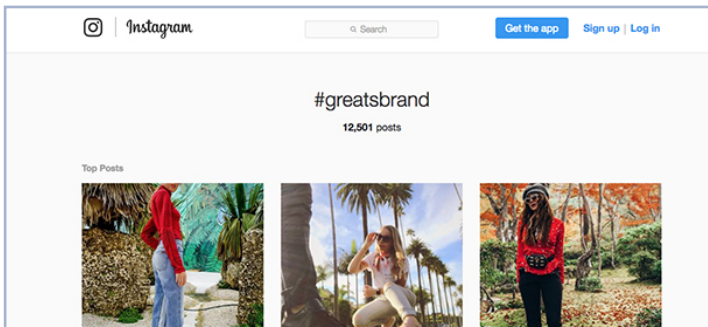 Instagram
Search
Get the app
Sign up | Log in
#greatsbrand
12,501 posts
Top Posts